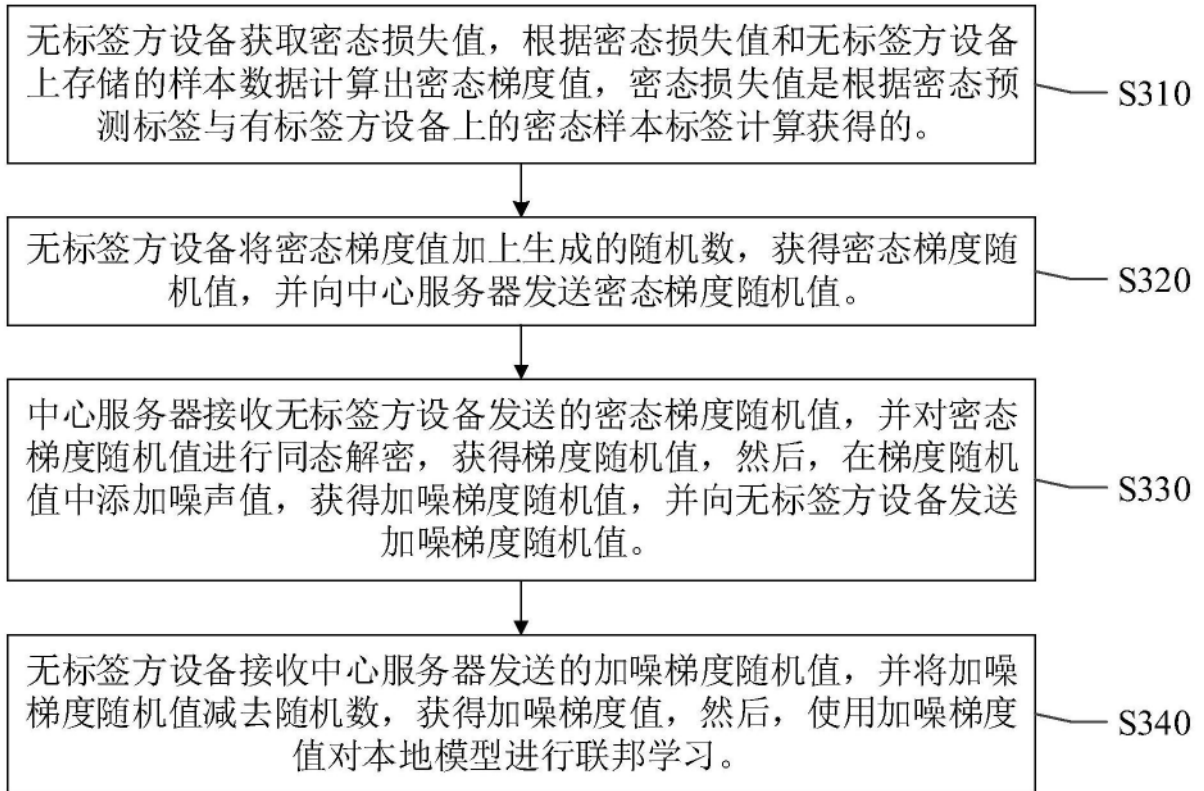 无标签方设备获取密态损失值，根据密态损失值和无标签方设备
上存储的样本数据计算出密态梯度值，密态损失值是根据密态预
测标签与有标签方设备上的密态样本标签计算获得的。
S310
无标签方设备将密态梯度值加上生成的随机数，获得密态梯度随
机值，并向中心服务器发送密态梯度随机值。
S320
中心服务器接收无标签方设备发送的密态梯度随机值，并对密态
梯度随机值进行同态解密，获得梯度随机值，然后，在梯度随机
值中添加噪声值，获得加噪梯度随机值，并向无标签方设备发送
加噪梯度随机值。
S330
无标签方设备接收中心服务器发送的加噪梯度随机值，并将加噪
梯度随机值减去随机数，获得加噪梯度值，然后，使用加噪梯度
值对本地模型进行联邦学习。
S340